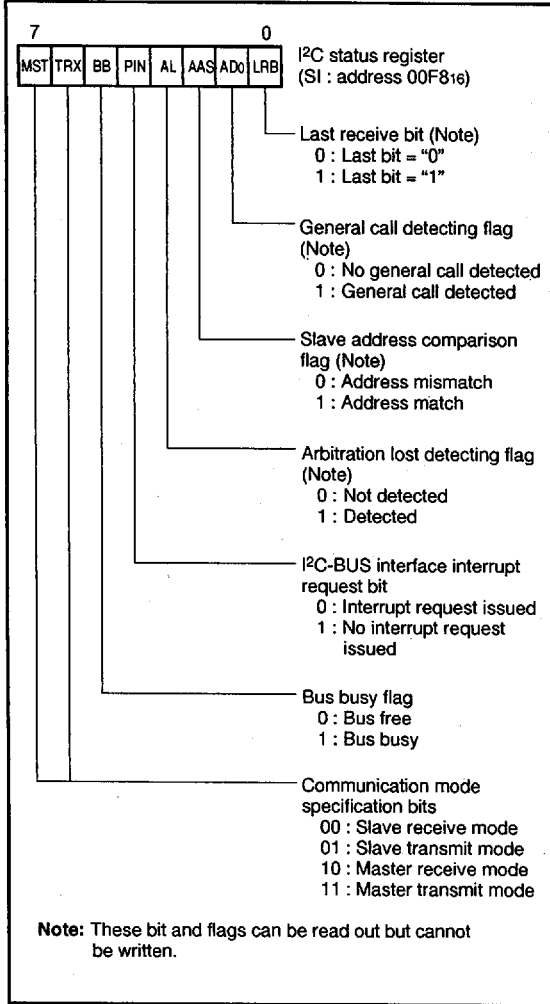 7 0
MST TRX BB PIN AL AAS AD0 LRB
I²C status register
(SI : address 00F8₁₆)
Last receive bit (Note)
0 : Last bit = “0”
1 : Last bit = “1”
General call detecting flag
(Note)
0 : No general call detected
1 : General call detected
Slave address comparison
flag (Note)
0 : Address mismatch
1 : Address match
Arbitration lost detecting flag
(Note)
0 : Not detected
1 : Detected
I²C-BUS interface interrupt
request bit
0 : Interrupt request issued
1 : No interrupt request
issued
Bus busy flag
0 : Bus free
1 : Bus busy
Communication mode
specification bits
00 : Slave receive mode
01 : Slave transmit mode
10 : Master receive mode
11 : Master transmit mode
Note: These bit and flags can be read out but cannot
be written.